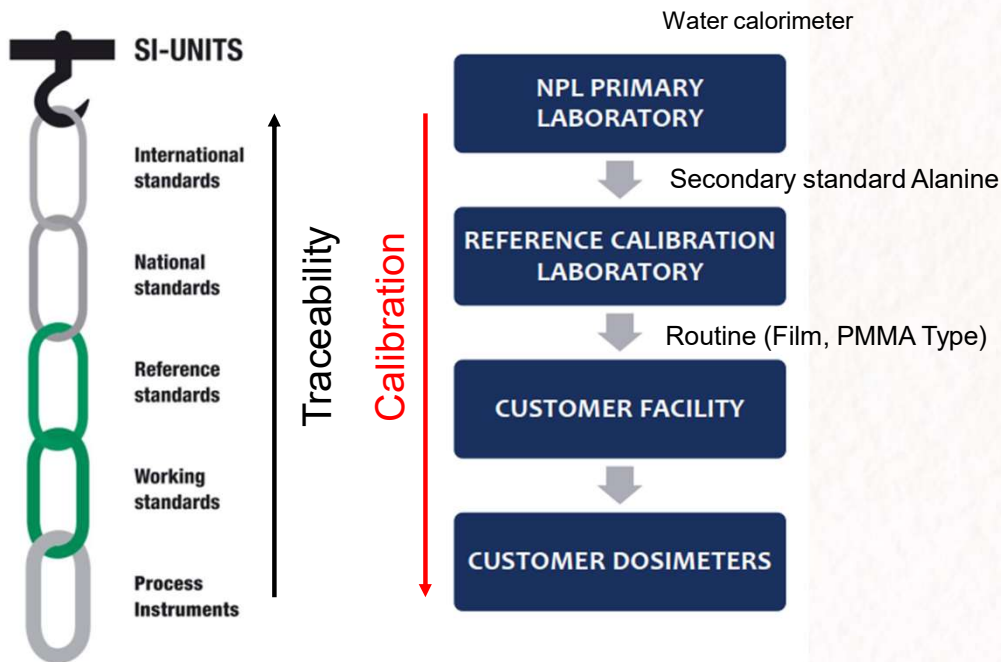 SI-UNITS
International
standards
National
standards
Reference
standards
Working
standards
Process
Instruments
Traceability
Calibration
Water calorimeter
NPL PRIMARY
LABORATORY
Secondary standard Alanine
REFERENCE CALIBRATION
LABORATORY
Routine (Film, PMMA Type)
CUSTOMER FACILITY
CUSTOMER DOSIMETERS